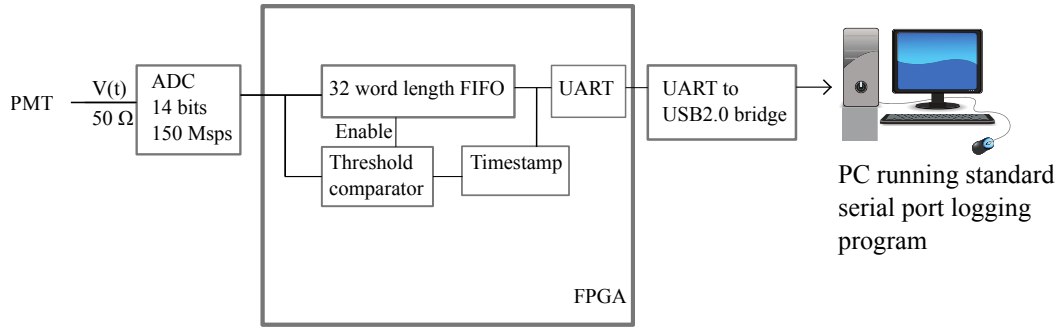 PMT
V(t)
50 Ω
ADC
14 bits
150 Msps
32 word length FIFO
Enable
Threshold
comparator
Timestamp
UART
FPGA
UART to
USB2.0 bridge
PC running standard
serial port logging
program